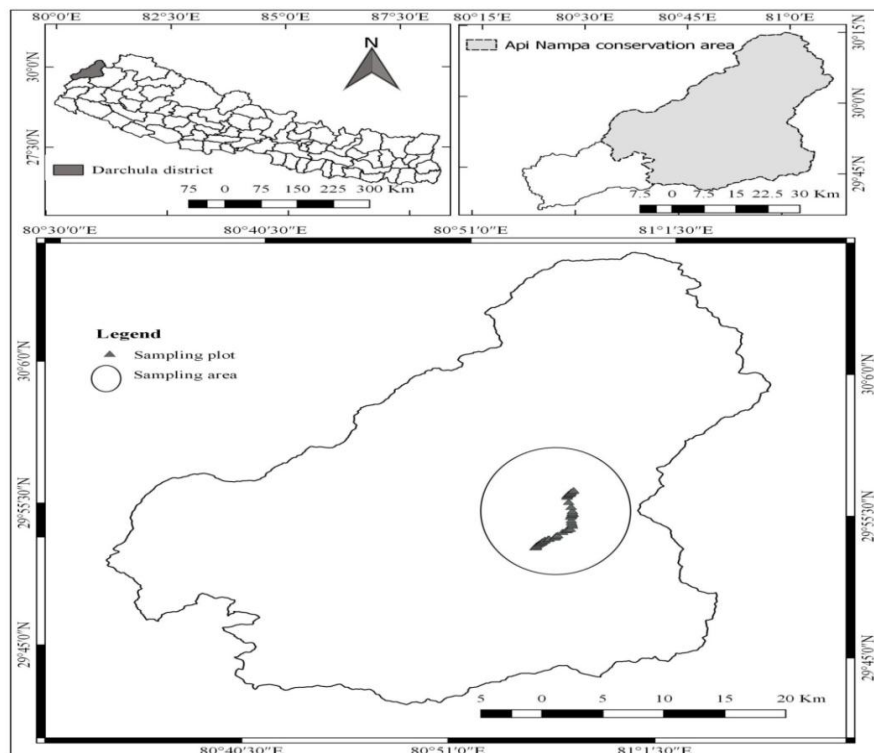 80°0'E 82°30'E 85°0'E 87°30'E
30°0'N
27°30'N
N
Darchula district
75 0 75 150 225 300 Km
80°15'E 80°45'E 81°0'E
Api Nampa conservation area
30°15'N
30°0'N
29°45'N
7.5 0 7.5 15 22.5 30 Km
80°15'E 80°30'E 80°45'E 81°0'E
80°30'E 80°40'30"E 80°51'0"E 81°1'30"E
Legend
Sampling plot
Sampling area
30°6'0"N
29°55'30"N
29°45'0"N
30°6'0"N
29°55'30"N
29°45'0"N
5 0 5 10 15 20 Km
80°40'30"E 80°51'0"E 81°1'30"E